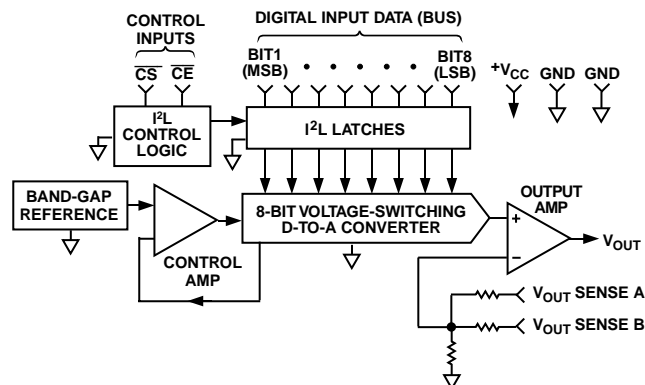 CONTROL
INPUTS
CS CE
DIGITAL INPUT DATA (BUS)
BIT1
(MSB)
BIT8
(LSB)
+VCC GND GND
I2L
CONTROL
LOGIC
I2L LATCHES
BAND-GAP
REFERENCE
CONTROL
AMP
8-BIT VOLTAGE-SWITCHING
D-TO-A CONVERTER
OUTPUT
AMP
+
–
VOUT
VOUT SENSE A
VOUT SENSE B